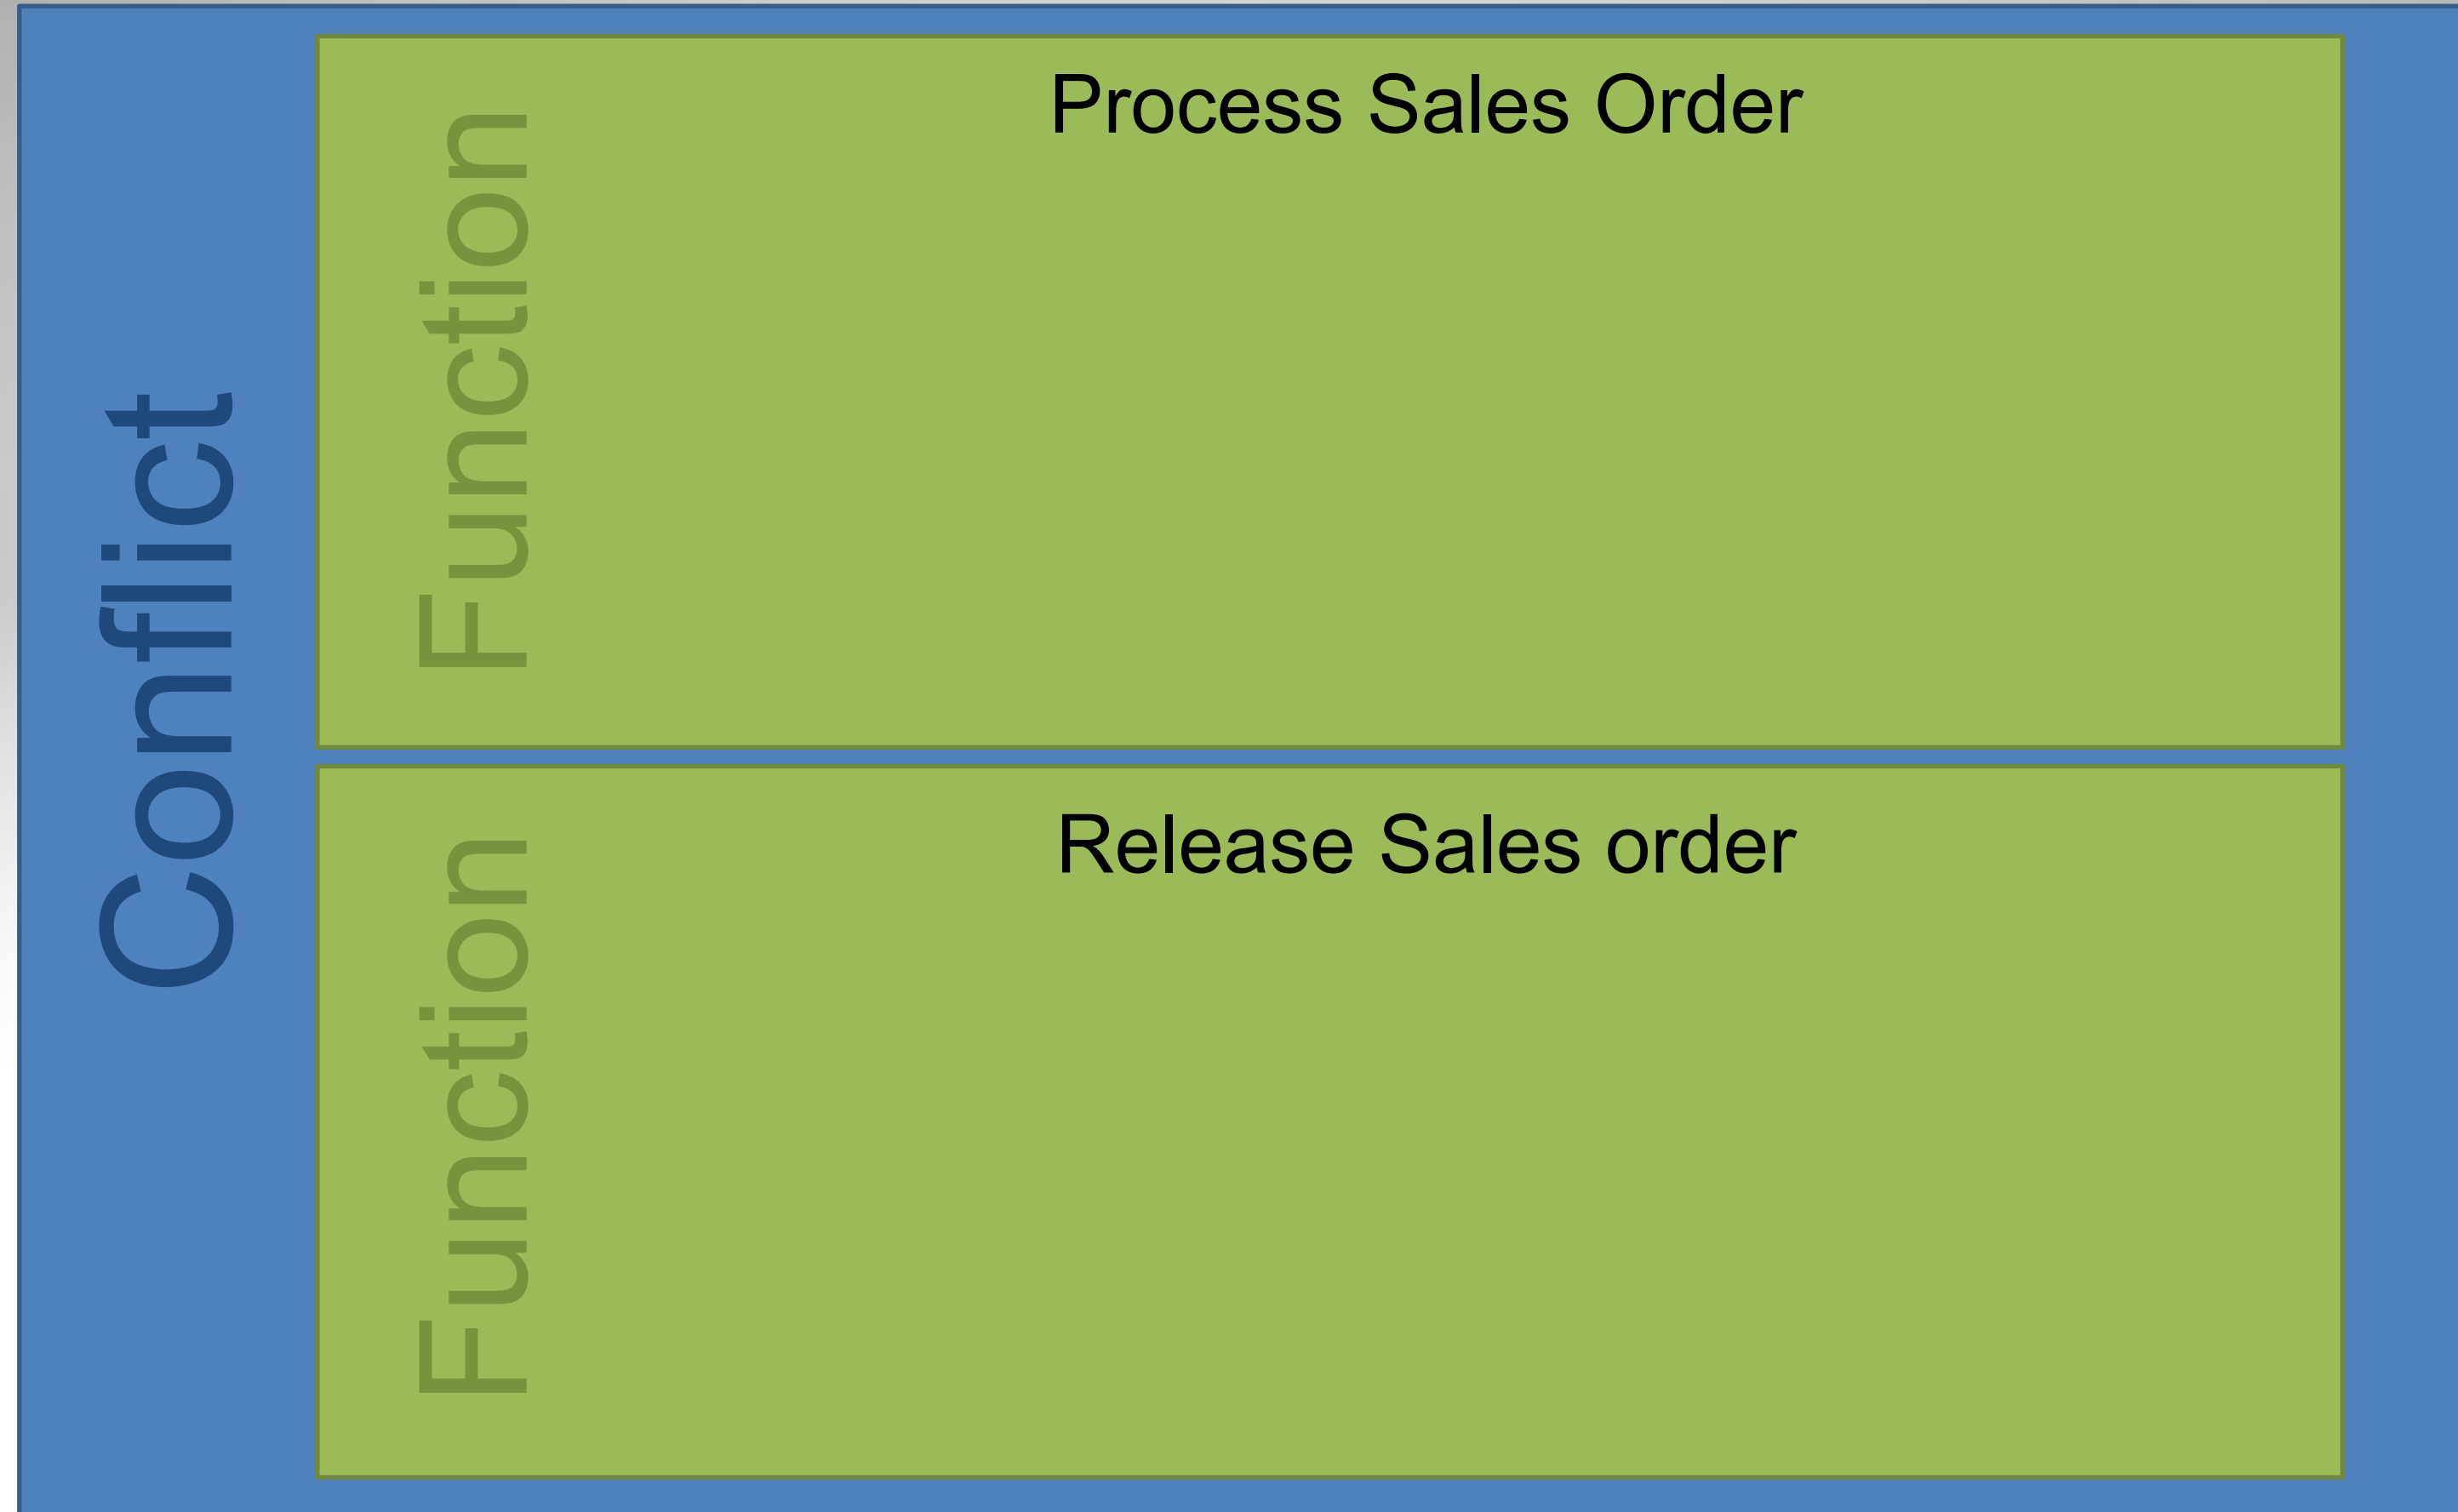 Conflict
Function
Process Sales Order
Function
Release Sales order